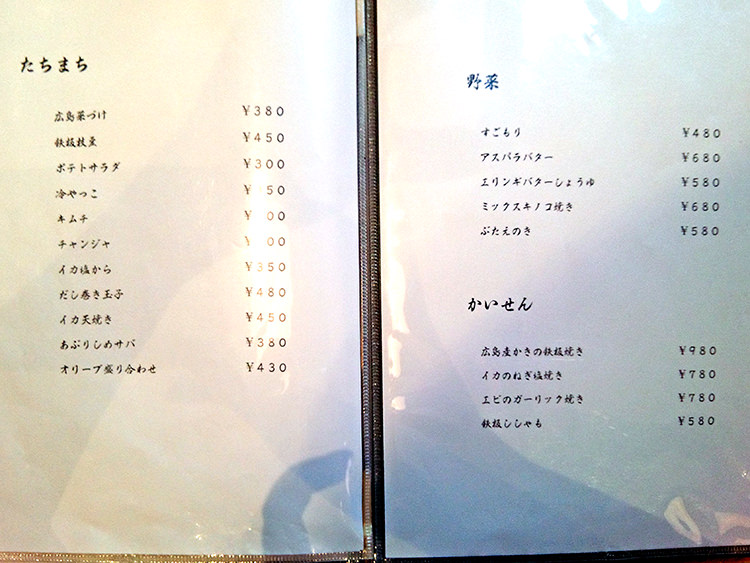 たちまち
広島菜づけ ¥380
鉄板枝豆 ¥450
ポテトサラダ ¥300
冷やっこ
キムチ
チャンジャ
イカ塩から ¥350
だし巻き玉子 ¥480
イカ天焼き ¥450
あぶりしめサバ ¥380
オリーブ盛り合わせ ¥430
野菜
すごもり ¥480
アスパラバター ¥680
エリンギバターしょうゆ ¥580
ミックスキノコ焼き ¥680
ぶたえのき ¥580
かいせん
広島産かきの鉄板焼き ¥980
イカのねぎ塩焼き ¥780
エビのガーリック焼き ¥780
鉄板ししゃも ¥580